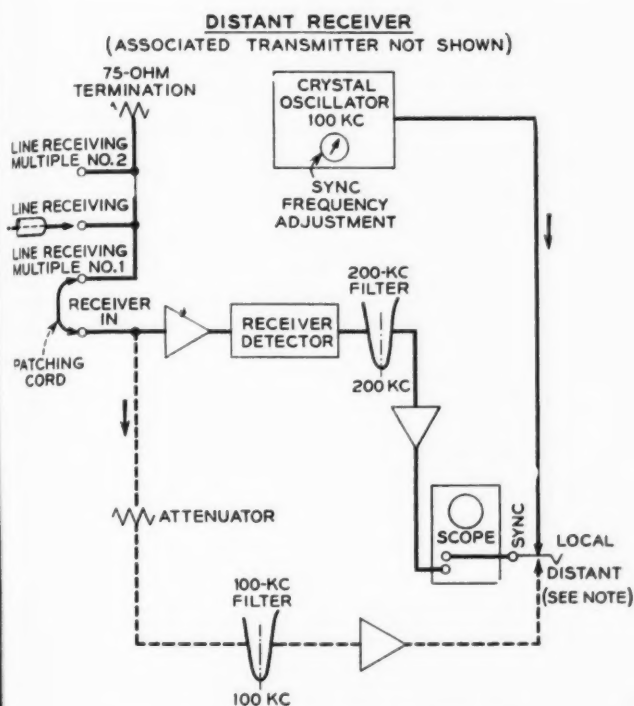 DISTANT RECEIVER
(ASSOCIATED TRANSMITTER NOT SHOWN)
75-OHM
TERMINATION
CRYSTAL
OSCILLATOR
100 KC
SYNC
FREQUENCY
ADJUSTMENT
LINE RECEIVING
MULTIPLE NO.2
LINE RECEIVING
LINE RECEIVING
MULTIPLE NO.1
RECEIVER
IN
PATCHING
CORD
RECEIVER
DETECTOR
200-KC
FILTER
200 KC
SCOPE
SYNC
LOCAL
DISTANT
(SEE NOTE)
ATTENUATOR
100-KC
FILTER
100 KC